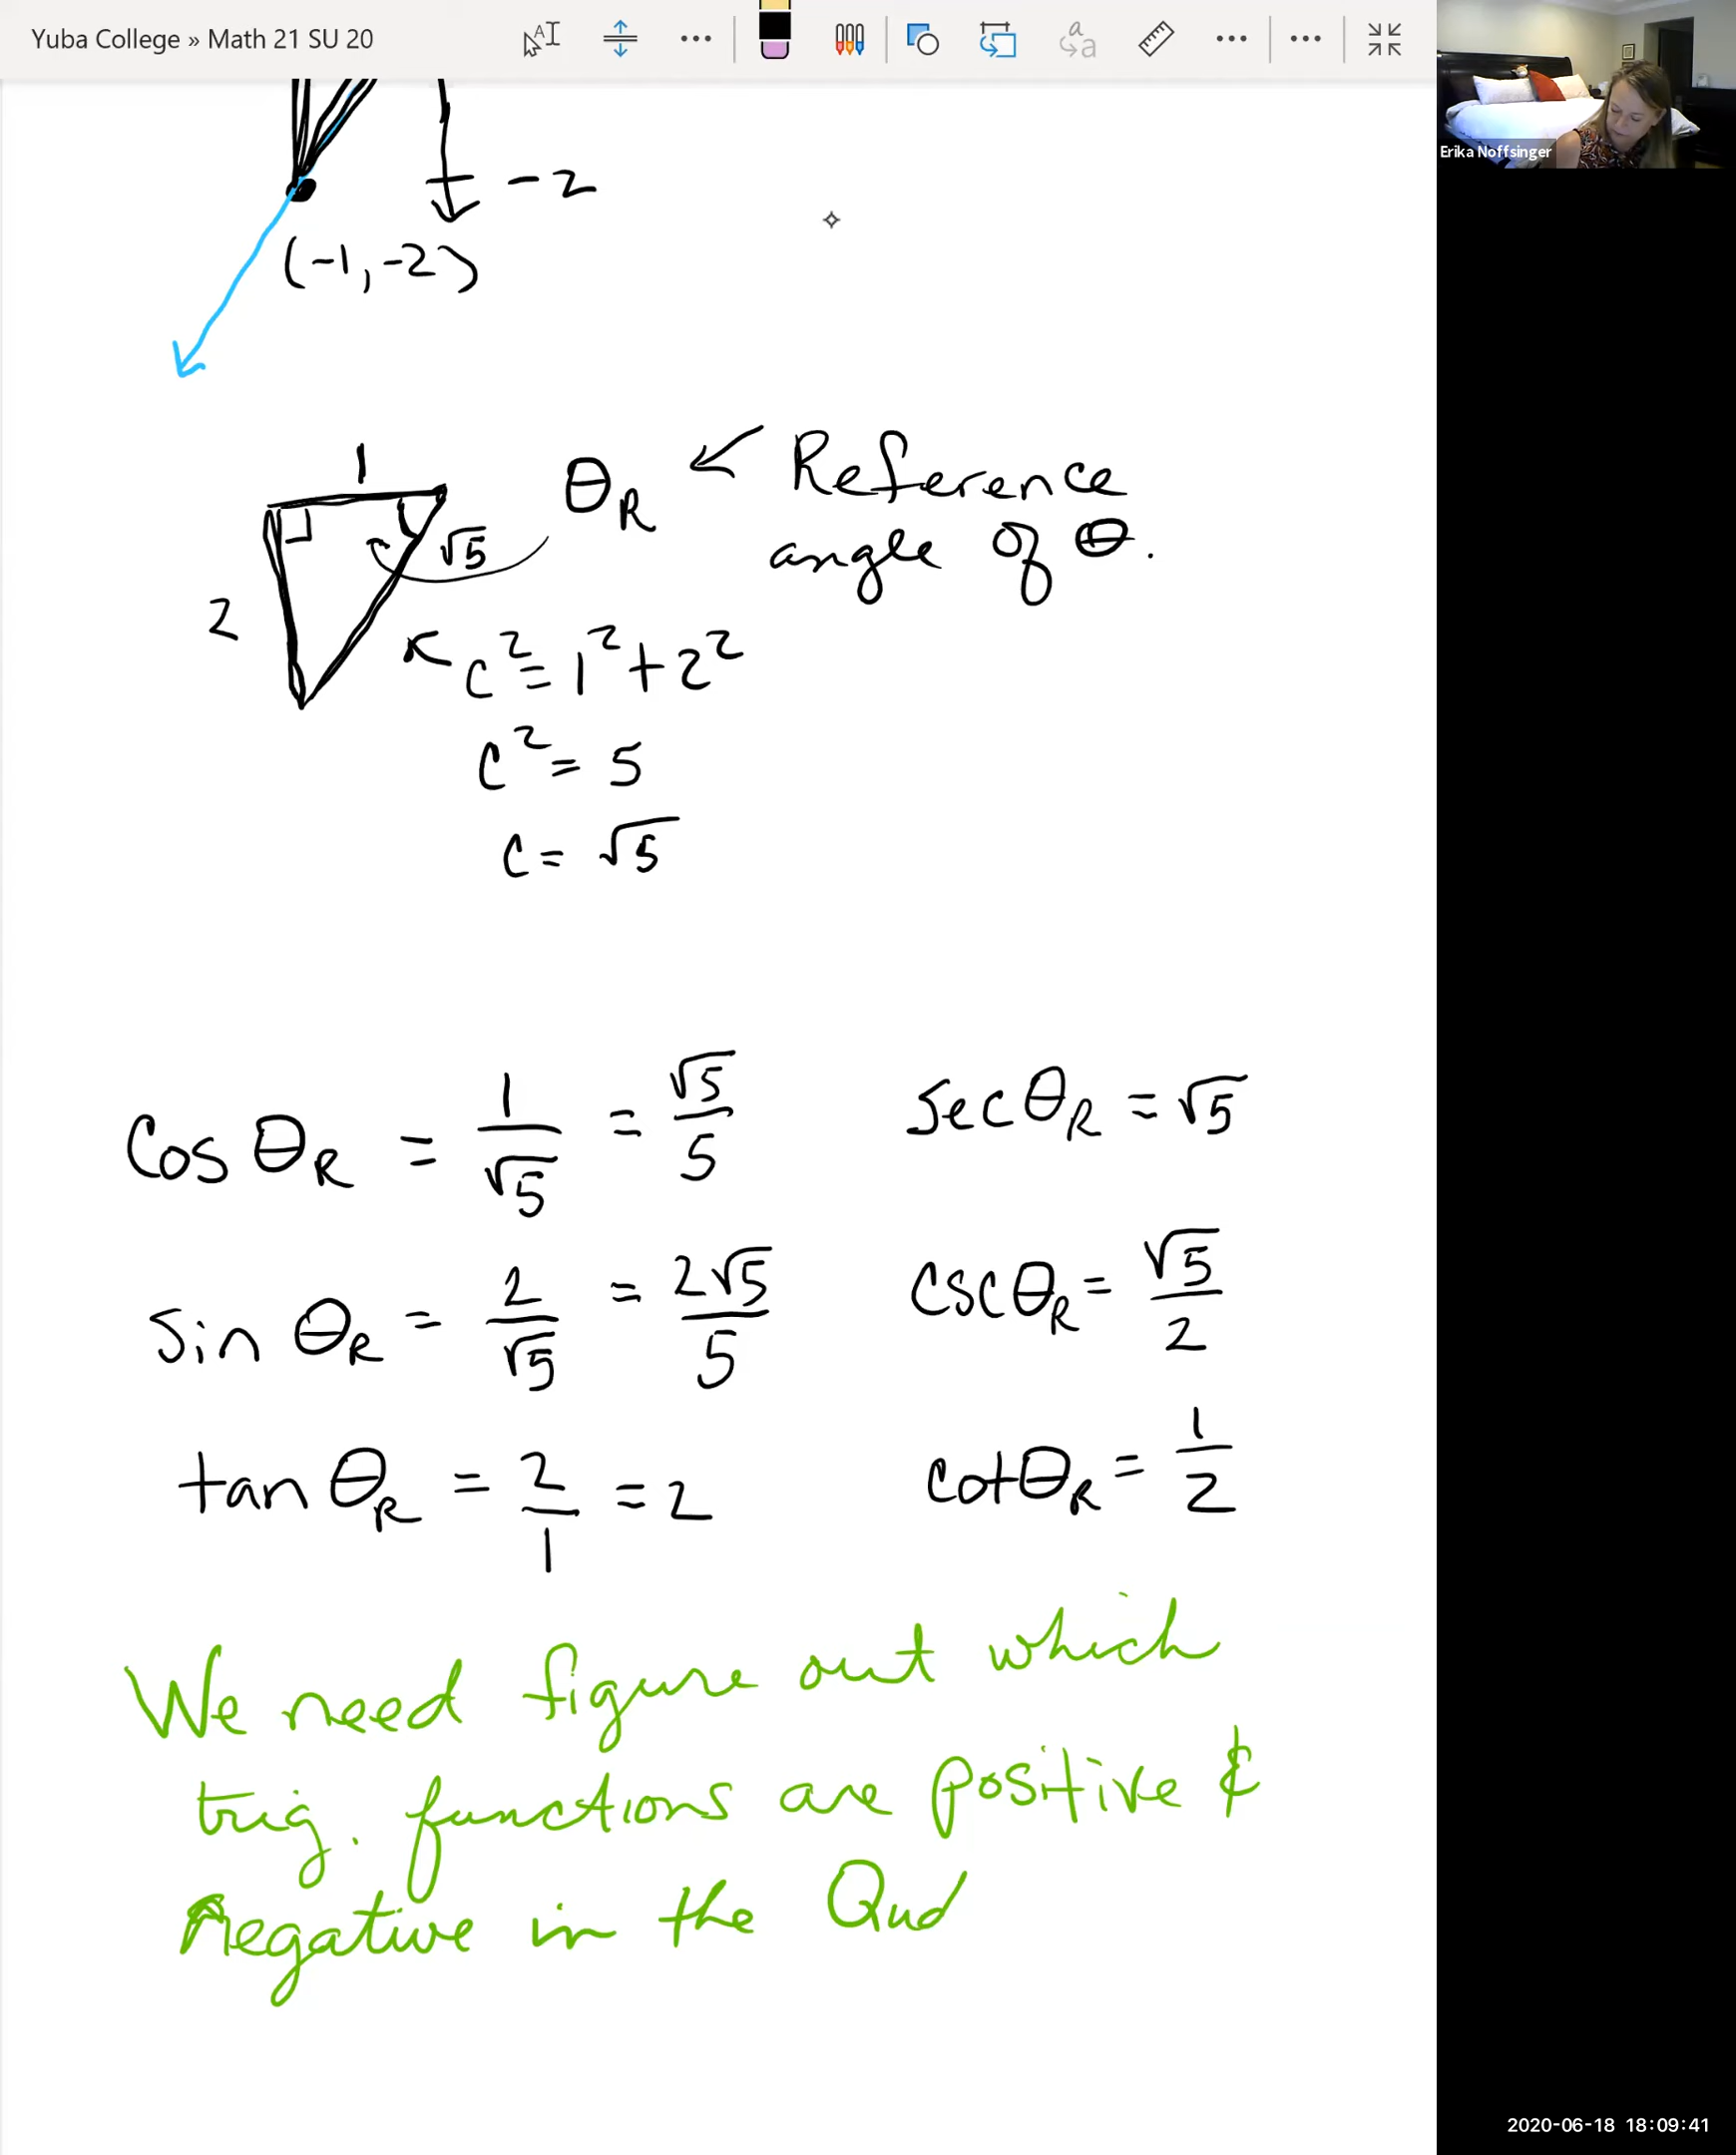 Yuba College » Math 21 SU 20
Erika Noffsinger
-2
(-1,-2)
1
θR ← Reference
angle of θ.
√5
2
c² = 1² + 2²
c² = 5
c = √5
Cos θR = 1/√5 = √5/5
sec θR = √5
sin θR = 2/√5 = 2√5/5
csc θR = √5/2
tan θR = 2/1 = 2
cot θR = 1/2
We need figure out which
trig. functions are positive &
negative in the Quad
2020-06-18 18:09:41